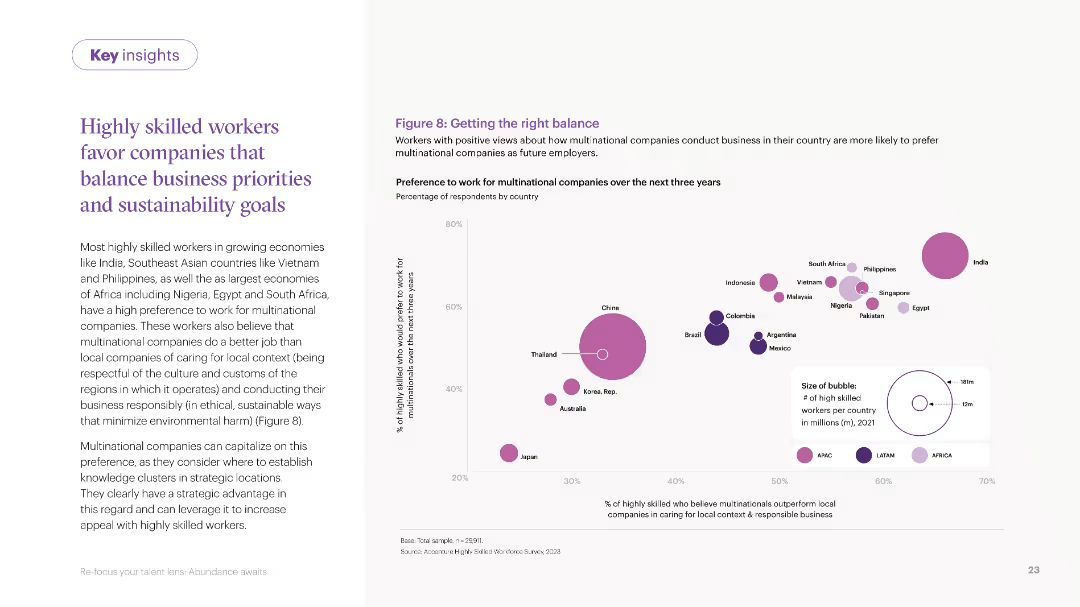 Key insights
Highly skilled workers
favor companies that
balance business priorities
and sustainability goals
Most highly skilled workers in growing economies
like India, Southeast Asian countries like Vietnam
and Philippines, as well the as largest economies
of Africa including Nigeria, Egypt and South Africa,
have a high preference to work for multinational
companies. These workers also believe that
multinational companies do a better job than
local companies of caring for local context (being
respectful of the culture and customs of the
regions in which it operates) and conducting their
business responsibly (in ethical, sustainable ways
that minimize environmental harm) (Figure 8).
Multinational companies can capitalize on this
preference, as they consider where to establish
knowledge clusters in strategic locations.
They clearly have a strategic advantage in
this regard and can leverage it to increase
appeal with highly skilled workers.
Re-focus your talent lens: Abundance awaits
Figure 8: Getting the right balance
Workers with positive views about how multinational companies conduct business in their country are more likely to prefer
multinational companies as future employers.
Preference to work for multinational companies over the next three years
Percentage of respondents by country
% of highly skilled who would prefer to work for
multinationals over the next three years
80%
60%
40%
20%
India
South Africa
Philippines
Indonesie
Vietnam
Singapore
Malaysia
Nigeria
Egypt
Pakistan
China
Colombia
Brazil
Argentina
Mexico
Thailand
Korea. Rep.
Australia
Japan
Size of bubble:
# of high skilled
workers per country
in millions (m), 2021
181m
12m
APAC
LATAM
AFRICA
30%
40%
50%
60%
70%
% of highly skilled who believe multinationals outperform local
companies in caring for local context & responsible business
Base: Total sample, n = 29,911.
Source: Accenture Highly Skilled Workforce Survey, 2023
23